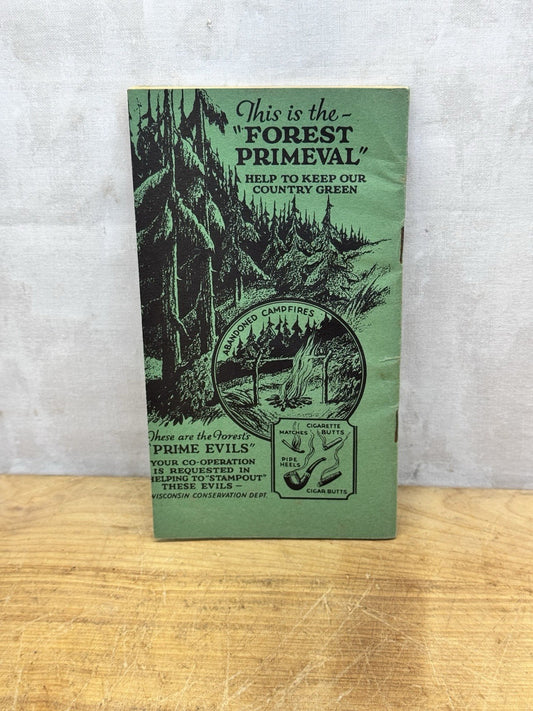 This is the ~
"FOREST
PRIMEVAL"
HELP TO KEEP OUR
COUNTRY GREEN
ABANDONED CAMPFIRES
These are the Forests
"PRIME EVILS"
YOUR CO-OPERATION
IS REQUESTED IN
HELPING TO "STAMPOUT"
THESE EVILS ~
WISCONSIN CONSERVATION DEPT.
MATCHES
CIGARETTE
BUTTS
PIPE
HEELS
CIGAR BUTTS